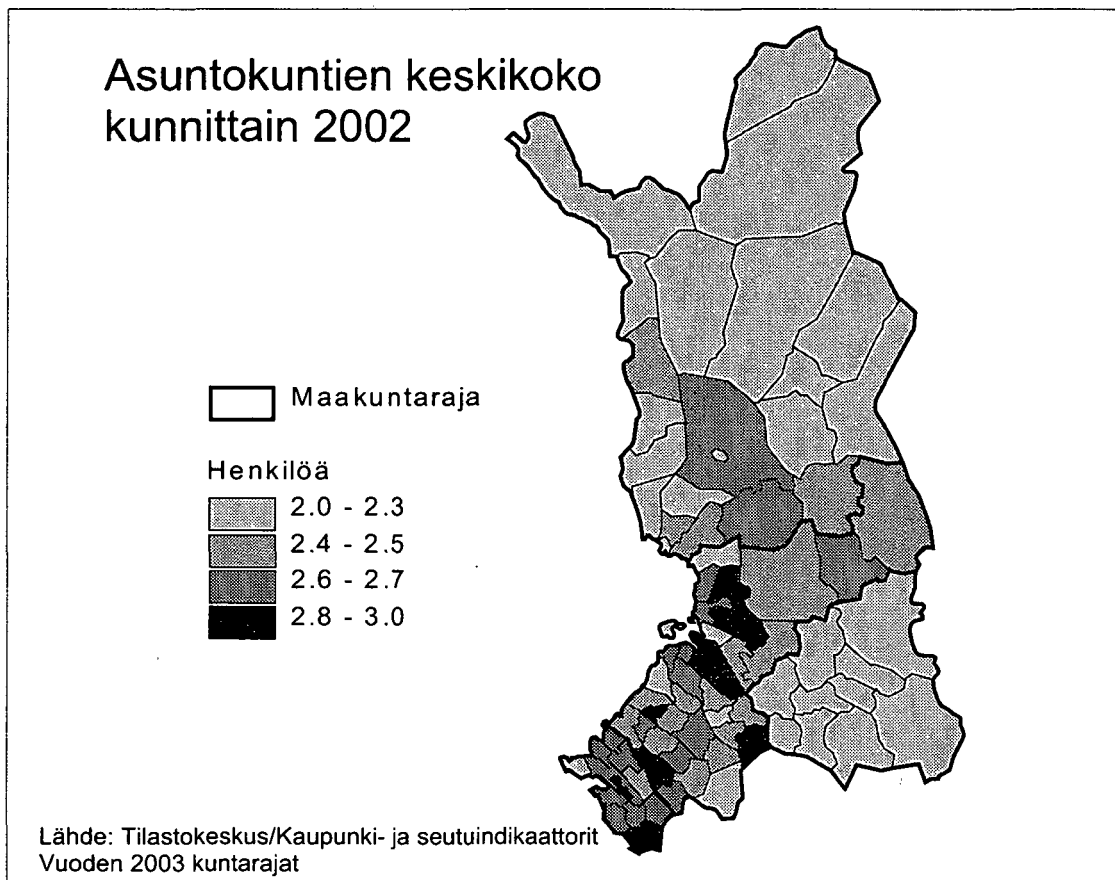 Asuntokuntien keskikoko
kunnittain 2002
Maakuntaraja
Henkilöä
2.0 - 2.3
2.4 - 2.5
2.6 - 2.7
2.8 - 3.0
Lähde: Tilastokeskus/Kaupunki- ja seutuindikaattorit
Vuoden 2003 kuntarajat